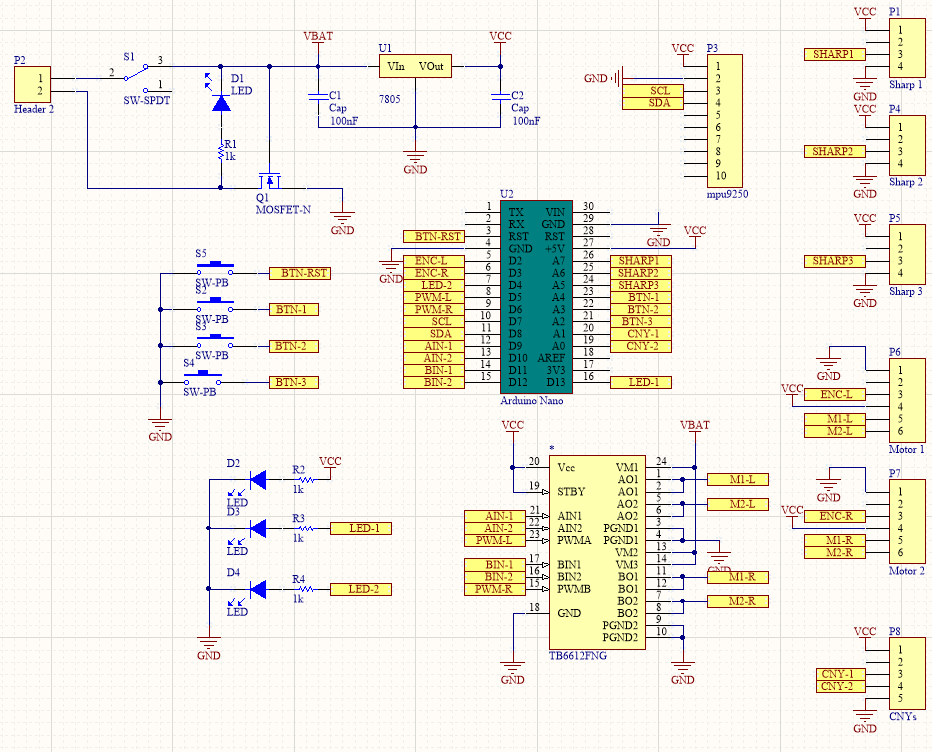 P2
1
2
Header 2
S1
2
3
1
SW-SPDT
D1
LED
R1
1k
Q1
MOSFET-N
GND
VBAT
C1
Cap
100nF
U1
VIn VOut
7805
GND
VCC
C2
Cap
100nF
VCC
P3
GND
SCL
SDA
1
2
3
4
5
6
7
8
9
10
mpu9250
VCC
P1
SHARP1
1
2
3
4
GND
Sharp 1
VCC
P4
SHARP2
1
2
3
4
GND
Sharp 2
VCC
P5
SHARP3
1
2
3
4
GND
Sharp 3
U2
1 TX VIN 30
2 RX GND 29
GND
BTN-RST 3 RST RST 28
4 GND +5V 27 VCC
GND
ENC-L 5 D2 A7 26 SHARP1
ENC-R 6 D3 A6 25 SHARP2
LED-2 7 D4 A5 24 SHARP3
PWM-L 8 D5 A4 23 BTN-1
PWM-R 9 D6 A3 22 BTN-2
SCL 10 D7 A2 21 BTN-3
SDA 11 D8 A1 20 CNY-1
AIN-1 12 D9 A0 19 CNY-2
AIN-2 13 D10 AREF 18
BIN-1 14 D11 3V3 17
BIN-2 15 D12 D13 16 LED-1
Arduino Nano
S5
SW-PB
BTN-RST
S2
SW-PB
BTN-1
S3
SW-PB
BTN-2
S4
SW-PB
BTN-3
GND
P6
GND
VCC
ENC-L
M1-L
M2-L
1
2
3
4
5
6
Motor 1
P7
GND
VCC
ENC-R
M1-R
M2-R
1
2
3
4
5
6
Motor 2
D2
LED
R2
1k
VCC
D3
LED
R3
1k
LED-1
D4
LED
R4
1k
LED-2
GND
VCC
VBAT
*
20 Vcc VM1 24
AO1 1 M1-L
19 STBY AO1 2
AO2 5 M2-L
21 AIN-1 AIN1 AO2 6
22 AIN-2 AIN2 PGND1 3
23 PWM-L PWMA PGND1 4
GND
VM2 13
17 BIN-1 BIN1 VM3 14
16 BIN-2 BIN2 BO1 11 M1-R
15 PWM-R PWMB BO1 12
BO2 7 M2-R
18 GND BO2 8
PGND2 9
PGND2 10
TB6612FNG
GND
GND
VCC
P8
CNY-1
CNY-2
1
2
3
4
5
GND
CNYs